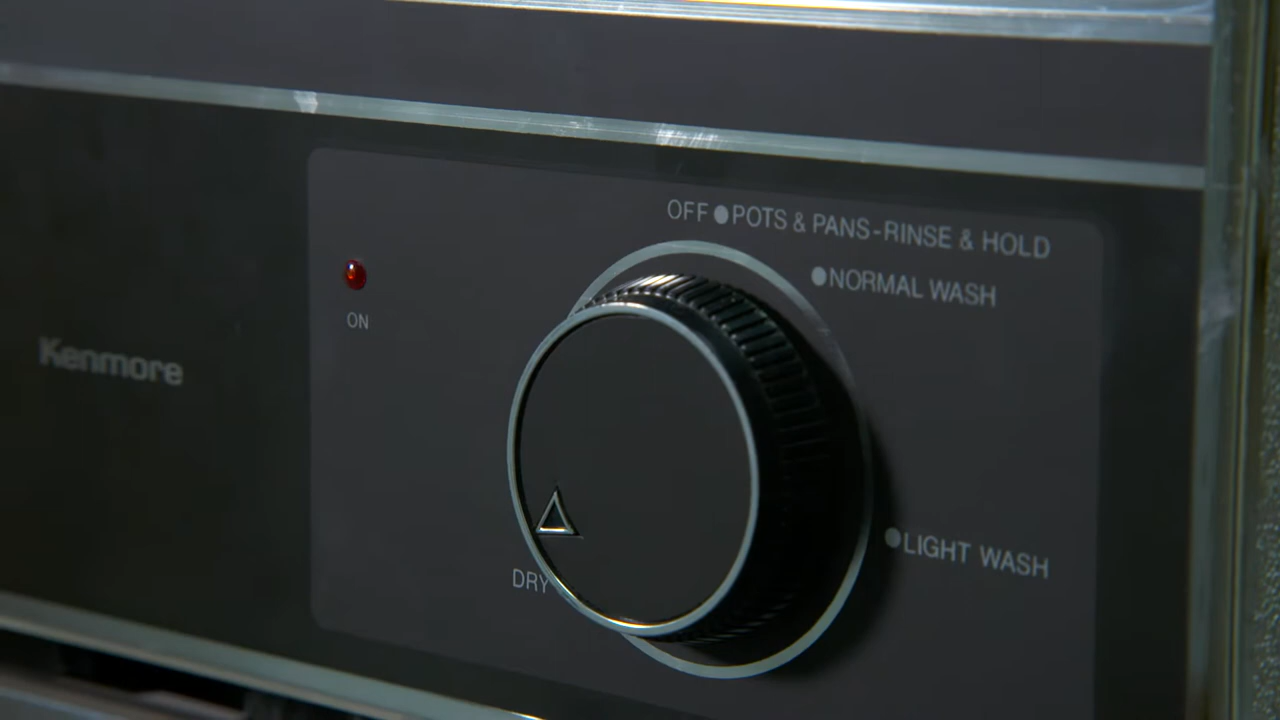 OFF ●POTS & PANS-RINSE & HOLD
●NORMAL WASH
ON
Kenmore
●LIGHT WASH
DRY